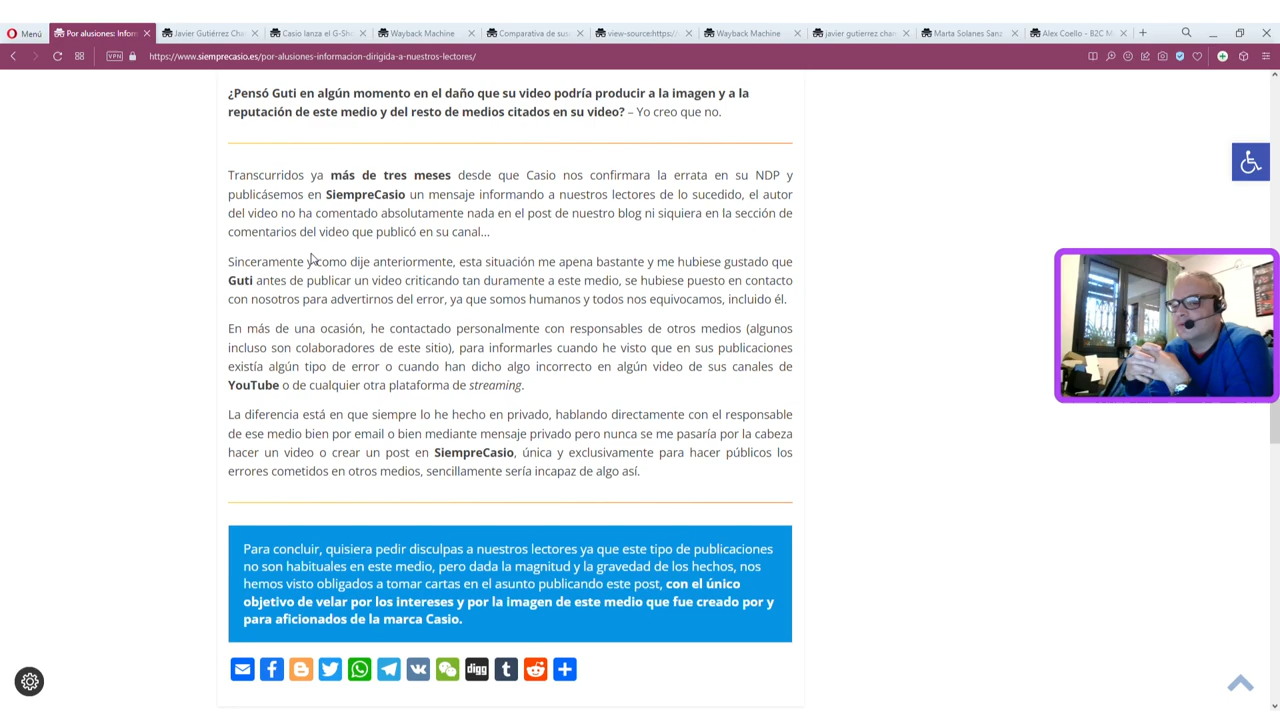 Menú
Por alusiones: Inform
Javier Gutiérrez Cha
Casio lanza el G-Sho
Wayback Machine
Comparativa de sus
view-source:https:/
Wayback Machine
javier gutierrez cham
Marta Solanes Sanz
Alex Coello - B2C M
VPN
https://www.siemprecasio.es/por-alusiones-informacion-dirigida-a-nuestros-lectores/
¿Pensó Guti en algún momento en el daño que su video podría producir a la imagen y a la
reputación de este medio y del resto de medios citados en su video? – Yo creo que no.
Transcurridos ya más de tres meses desde que Casio nos confirmara la errata en su NDP y
publicásemos en SiempreCasio un mensaje informando a nuestros lectores de lo sucedido, el autor
del video no ha comentado absolutamente nada en el post de nuestro blog ni siquiera en la sección de
comentarios del video que publicó en su canal...
Sinceramente y como dije anteriormente, esta situación me apena bastante y me hubiese gustado que
Guti antes de publicar un video criticando tan duramente a este medio, se hubiese puesto en contacto
con nosotros para advertirnos del error, ya que somos humanos y todos nos equivocamos, incluido él.
En más de una ocasión, he contactado personalmente con responsables de otros medios (algunos
incluso son colaboradores de este sitio), para informarles cuando he visto que en sus publicaciones
existía algún tipo de error o cuando han dicho algo incorrecto en algún video de sus canales de
YouTube o de cualquier otra plataforma de streaming.
La diferencia está en que siempre lo he hecho en privado, hablando directamente con el responsable
de ese medio bien por email o bien mediante mensaje privado pero nunca se me pasaría por la cabeza
hacer un video o crear un post en SiempreCasio, única y exclusivamente para hacer públicos los
errores cometidos en otros medios, sencillamente sería incapaz de algo así.
Para concluir, quisiera pedir disculpas a nuestros lectores ya que este tipo de publicaciones
no son habituales en este medio, pero dada la magnitud y la gravedad de los hechos, nos
hemos visto obligados a tomar cartas en el asunto publicando este post, con el único
objetivo de velar por los intereses y por la imagen de este medio que fue creado por y
para aficionados de la marca Casio.
digg